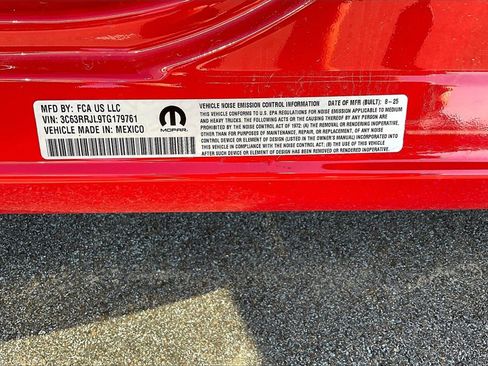 MFD BY: FCA US LLC
VIN: 3C63RRJL9TG179761
VEHICLE MADE IN: MEXICO
MOPAR
VEHICLE NOISE EMISSION CONTROL INFORMATION DATE OF MFR (BUILT): 8-25
THIS VEHICLE CONFORMS TO U.S. EPA REGULATIONS FOR NOISE EMISSION APPLICABLE TO MEDIUM
AND HEAVY TRUCKS. THE FOLLOWING ACTS OR THE CAUSING THEREOF BY ANY PERSON ARE
PROHIBITED BY THE NOISE CONTROL ACT OF 1972: (A) THE REMOVAL OR RENDERING INOPERATIVE,
OTHER THAN FOR PURPOSES OF MAINTENANCE, REPAIR, OR REPLACEMENT, OF ANY NOISE CONTROL
DEVICE OR ELEMENT OF DESIGN (LISTED IN THE OWNER'S MANUAL) INCORPORATED INTO THIS
VEHICLE IN COMPLIANCE WITH THE NOISE CONTROL ACT; (B) THE USE OF THIS VEHICLE AFTER
SUCH DEVICE OR ELEMENT OF DESIGN HAS BEEN REMOVED OR RENDERED INOPERATIVE.